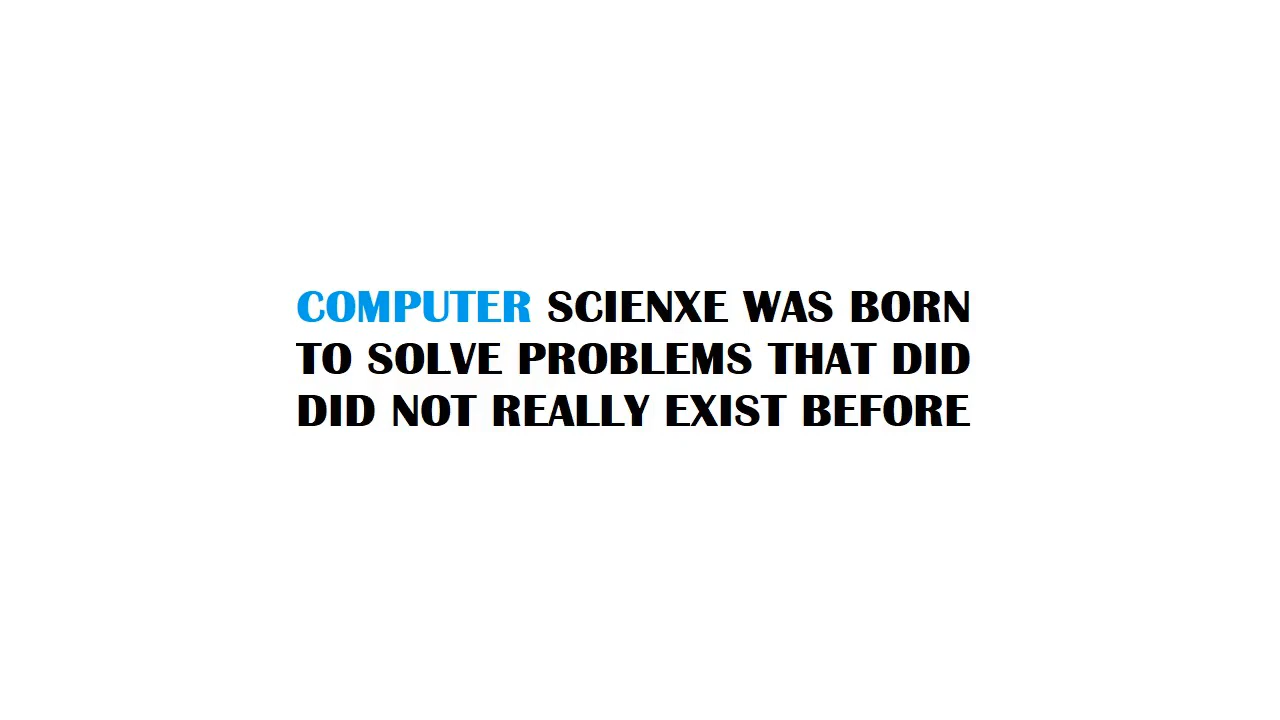 COMPUTER SCIENXE WAS BORN
TO SOLVE PROBLEMS THAT DID
DID NOT REALLY EXIST BEFORE